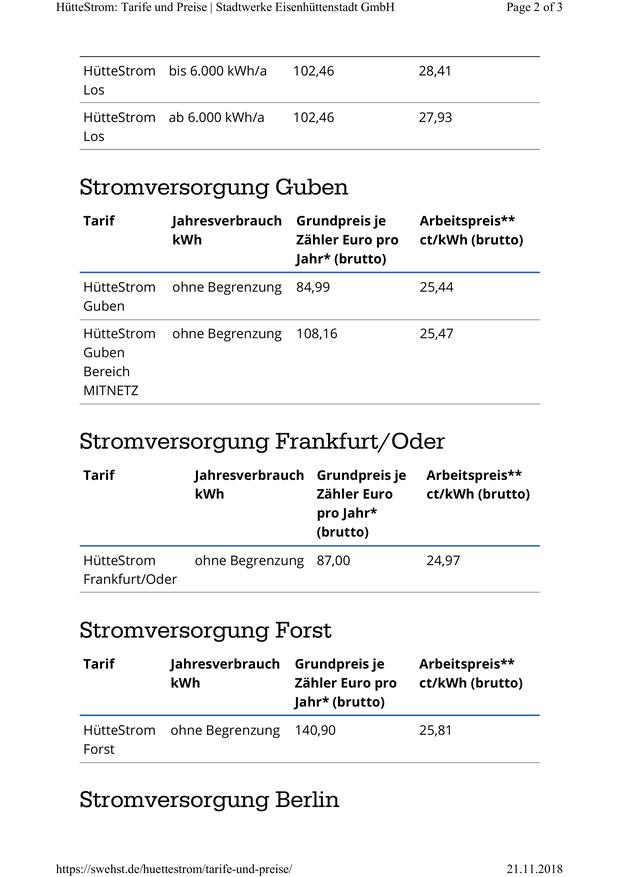 HütteStrom: Tarife und Preise | Stadtwerke Eisenhüttenstadt GmbH Page 2 of 3
HütteStrom bis 6.000 kWh/a 102,46 28,41
Los
HütteStrom ab 6.000 kWh/a 102,46 27,93
Los
Stromversorgung Guben
Tarif Jahresverbrauch Grundpreis je Arbeitspreis**
kWh Zähler Euro pro ct/kWh (brutto)
Jahr* (brutto)
HütteStrom ohne Begrenzung 84,99 25,44
Guben
HütteStrom ohne Begrenzung 108,16 25,47
Guben
Bereich
MITNETZ
Stromversorgung Frankfurt/Oder
Tarif Jahresverbrauch Grundpreis je Arbeitspreis**
kWh Zähler Euro ct/kWh (brutto)
pro Jahr*
(brutto)
HütteStrom ohne Begrenzung 87,00 24,97
Frankfurt/Oder
Stromversorgung Forst
Tarif Jahresverbrauch Grundpreis je Arbeitspreis**
kWh Zähler Euro pro ct/kWh (brutto)
Jahr* (brutto)
HütteStrom ohne Begrenzung 140,90 25,81
Forst
Stromversorgung Berlin
https://swehst.de/huettestrom/tarife-und-preise/ 21.11.2018